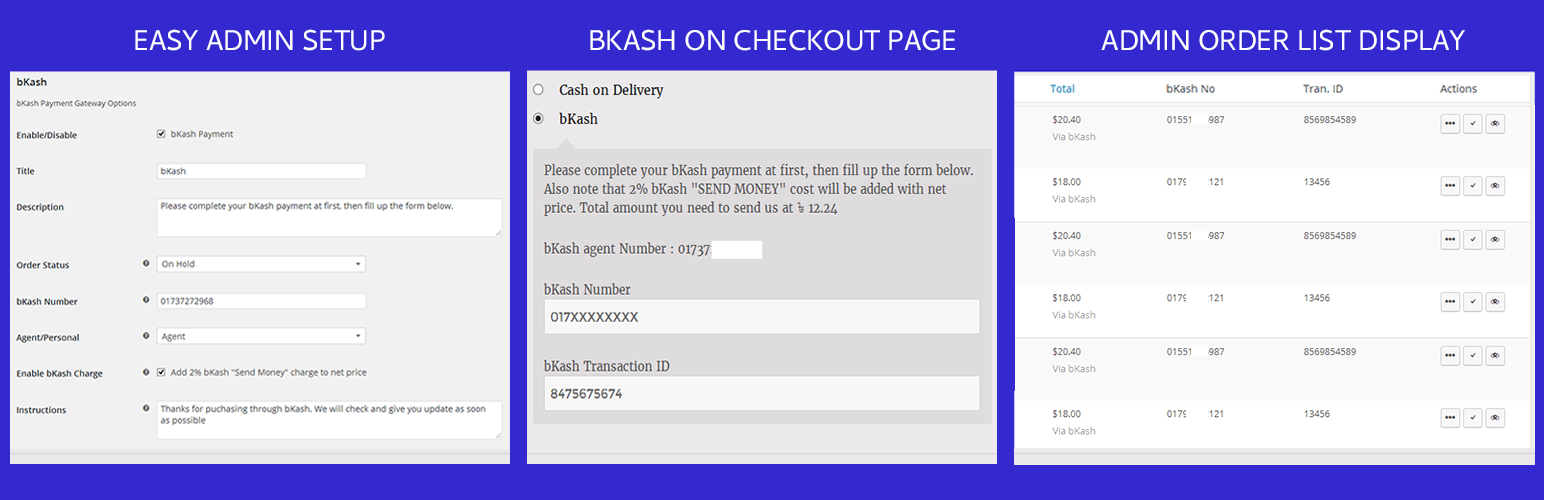 EASY ADMIN SETUP
bKash
bKash Payment Gateway Options
Enable/Disable bKash Payment
Title bKash
Description Please complete your bKash payment at first, then fill up the form below.
Order Status On Hold
bKash Number 01737272968
Agent/Personal Agent
Enable bKash Charge Add 2% bKash "Send Money" charge to net price
Instructions Thanks for puchasing through bKash. We will check and give you update as soon
as possible
BKASH ON CHECKOUT PAGE
Cash on Delivery
bKash
Please complete your bKash payment at first, then fill up the form below.
Also note that 2% bKash "SEND MONEY" cost will be added with net
price. Total amount you need to send us at ৳ 12.24
bKash agent Number : 01737
bKash Number
017XXXXXXXX
bKash Transaction ID
8475675674
ADMIN ORDER LIST DISPLAY
Total bKash No Tran. ID Actions
$20.40 01551 987 8569854589
Via bKash
$18.00 0179 121 13456
Via bKash
$20.40 01551 987 8569854589
Via bKash
$18.00 0179 121 13456
Via bKash
$20.40 01551 987 8569854589
Via bKash
$18.00 0179 121 13456
Via bKash